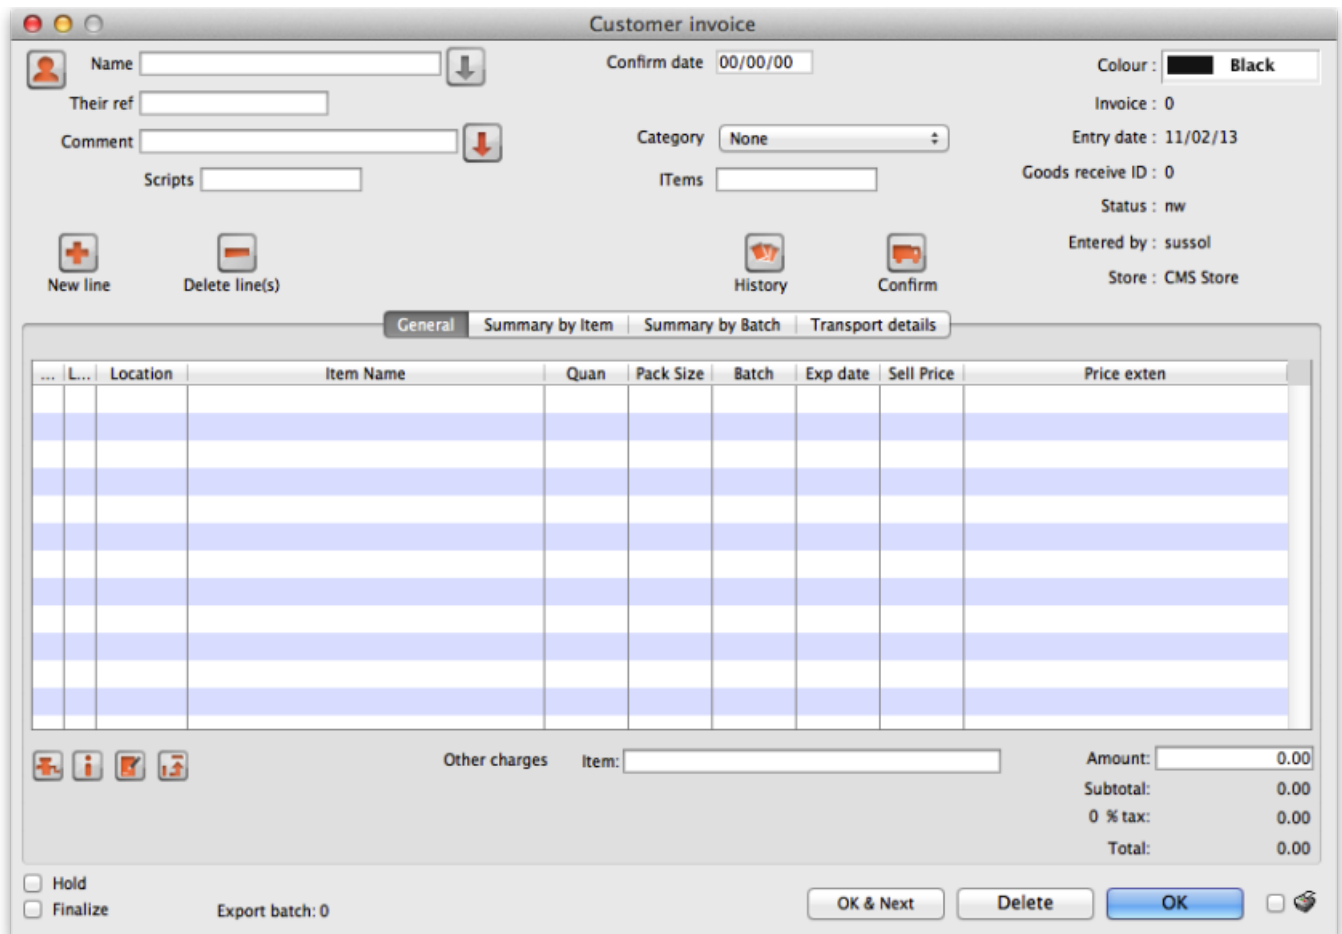 Customer invoice
Name
Confirm date 00/00/00
Colour : Black
Their ref
Invoice : 0
Comment
Category None
Entry date : 11/02/13
Scripts
ITems
Goods receive ID : 0
Status : nw
Entered by : sussol
Store : CMS Store
New line
Delete line(s)
History
Confirm
General Summary by Item Summary by Batch Transport details
... L... Location Item Name Quan Pack Size Batch Exp date Sell Price Price exten
Other charges Item:
Amount: 0.00
Subtotal: 0.00
0 % tax: 0.00
Total: 0.00
Hold
Finalize
Export batch: 0
OK & Next
Delete
OK